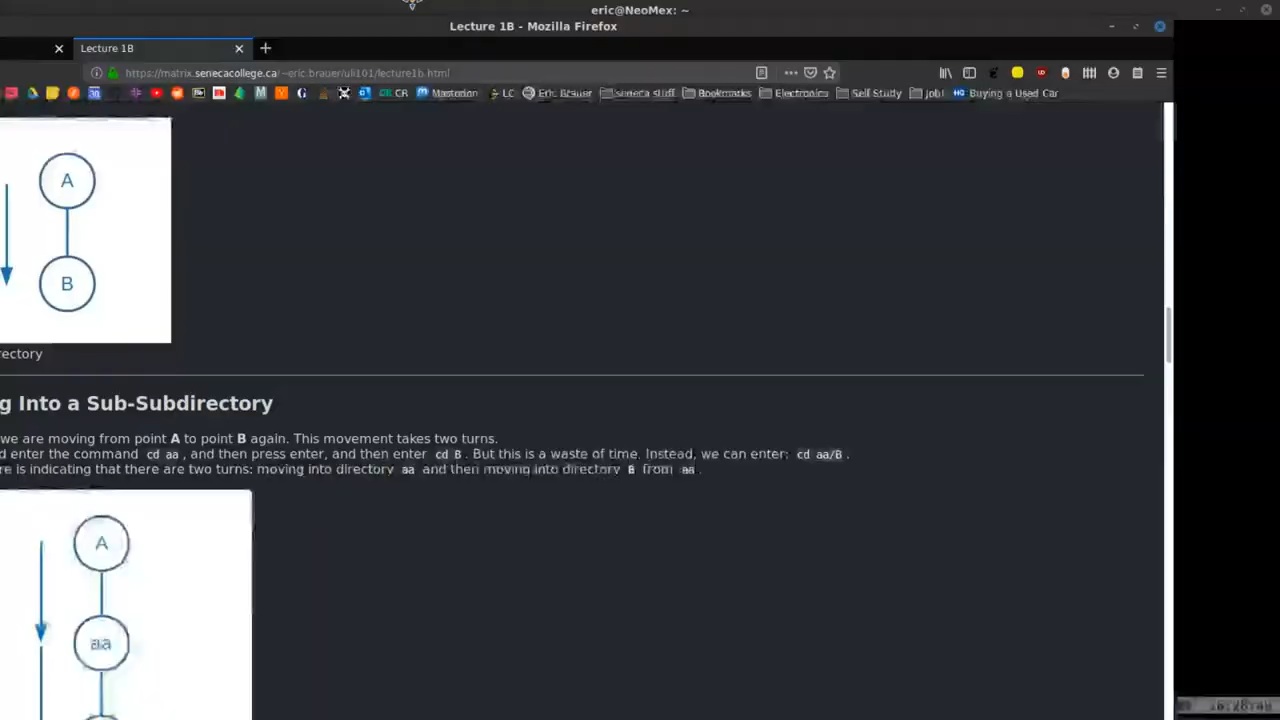 eric@NeoMex: ~
Lecture 1B - Mozilla Firefox
Lecture 1B
https://matrix.senecacollege.ca/~eric.brauer/uli101/lecture1b.html
CR Mastodon LC Eric Brauer seneca stuff Bookmarks Electronics Self Study Job! Buying a Used Car
A
B
rectory
g Into a Sub-Subdirectory
we are moving from point A to point B again. This movement takes two turns.
d enter the command cd aa, and then press enter, and then enter cd B. But this is a waste of time. Instead, we can enter: cd aa/B.
re is indicating that there are two turns: moving into directory aa and then moving into directory B from aa.
A
aa